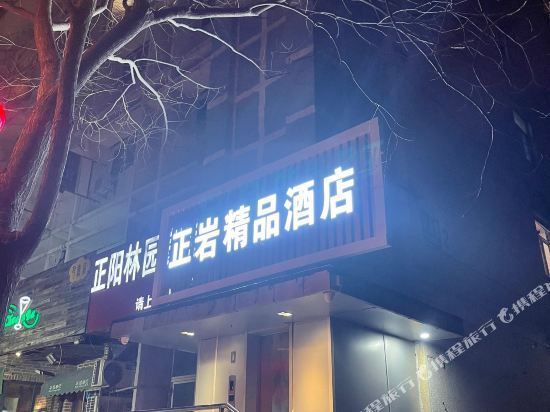 正岩精品酒店
正阳林园
请上
携程旅行
携程旅行